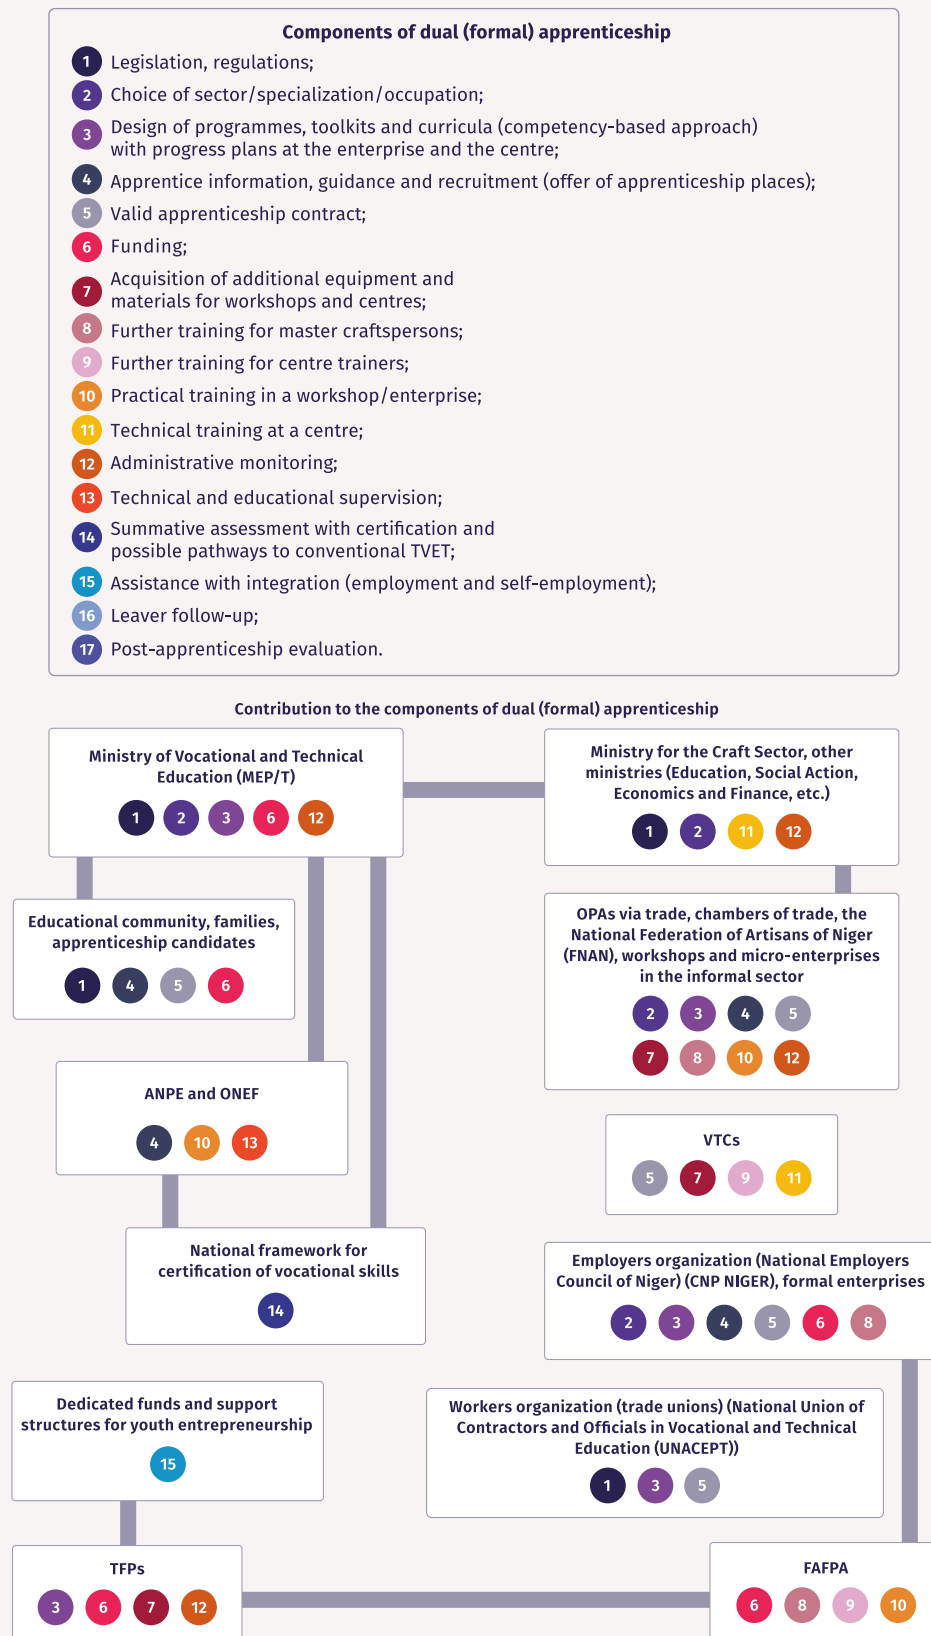 Components of dual (formal) apprenticeship
1 Legislation, regulations;
2 Choice of sector/specialization/occupation;
3 Design of programmes, toolkits and curricula (competency-based approach)
with progress plans at the enterprise and the centre;
4 Apprentice information, guidance and recruitment (offer of apprenticeship places);
5 Valid apprenticeship contract;
6 Funding;
7 Acquisition of additional equipment and
materials for workshops and centres;
8 Further training for master craftspersons;
9 Further training for centre trainers;
10 Practical training in a workshop/enterprise;
11 Technical training at a centre;
12 Administrative monitoring;
13 Technical and educational supervision;
14 Summative assessment with certification and
possible pathways to conventional TVET;
15 Assistance with integration (employment and self-employment);
16 Leaver follow-up;
17 Post-apprenticeship evaluation.
Contribution to the components of dual (formal) apprenticeship
Ministry of Vocational and Technical
Education (MEP/T)
1 2 3 6 12
Ministry for the Craft Sector, other
ministries (Education, Social Action,
Economics and Finance, etc.)
1 2 11 12
Educational community, families,
apprenticeship candidates
1 4 5 6
OPAs via trade, chambers of trade, the
National Federation of Artisans of Niger
(FNAN), workshops and micro-enterprises
in the informal sector
2 3 4 5
7 8 10 12
ANPE and ONEF
4 10 13
VTCs
5 7 9 11
National framework for
certification of vocational skills
14
Employers organization (National Employers
Council of Niger) (CNP NIGER), formal enterprises
2 3 4 5 6 8
Dedicated funds and support
structures for youth entrepreneurship
15
Workers organization (trade unions) (National Union of
Contractors and Officials in Vocational and Technical
Education (UNACEPT))
1 3 5
TFPs
3 6 7 12
FAFPA
6 8 9 10